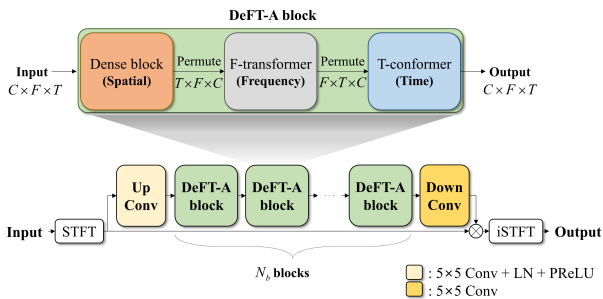 DeFT-A block
Input
C×F×T
Dense block
(Spatial)
Permute
T×F×C
F-transformer
(Frequency)
Permute
F×T×C
T-conformer
(Time)
Output
C×F×T
Input
STFT
Up
Conv
DeFT-A
block
DeFT-A
block
...
DeFT-A
block
Down
Conv
iSTFT
Output
N_b blocks
: 5×5 Conv + LN + PReLU
: 5×5 Conv